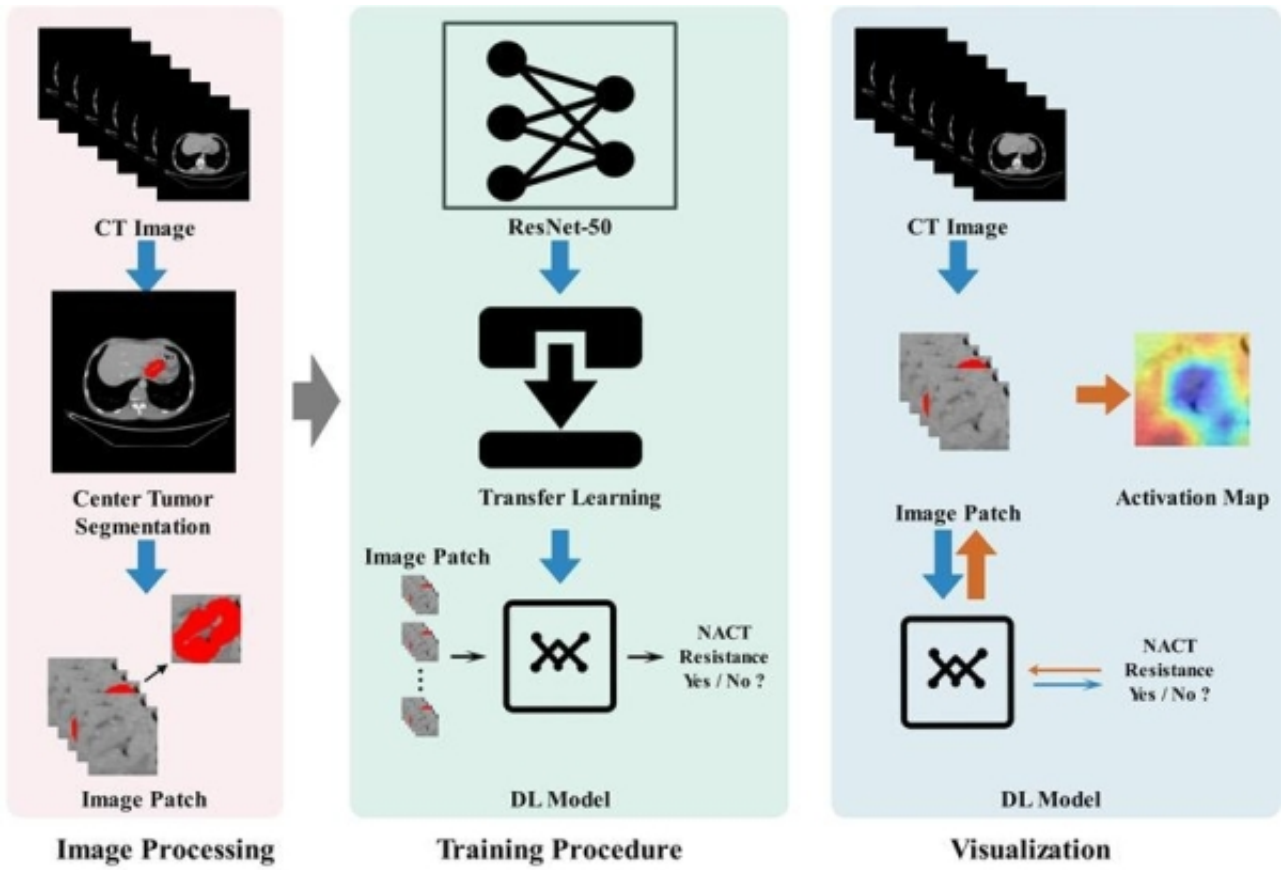 CT Image
Center Tumor
Segmentation
Image Patch
Image Processing
ResNet-50
Transfer Learning
Image Patch
NACT
Resistance
Yes / No ?
DL Model
Training Procedure
CT Image
Image Patch
Activation Map
NACT
Resistance
Yes / No ?
DL Model
Visualization